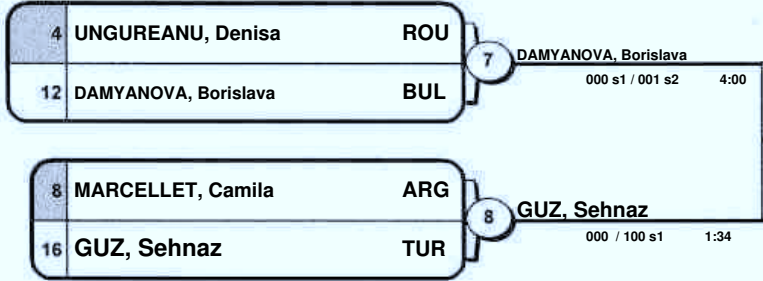 4 UNGUREANU, Denisa ROU
12 DAMYANOVA, Borislava BUL
7 DAMYANOVA, Borislava
000 s1 / 001 s2 4:00
8 MARCELLET, Camila ARG
16 GUZ, Sehnaz TUR
8 GUZ, Sehnaz
000 / 100 s1 1:34